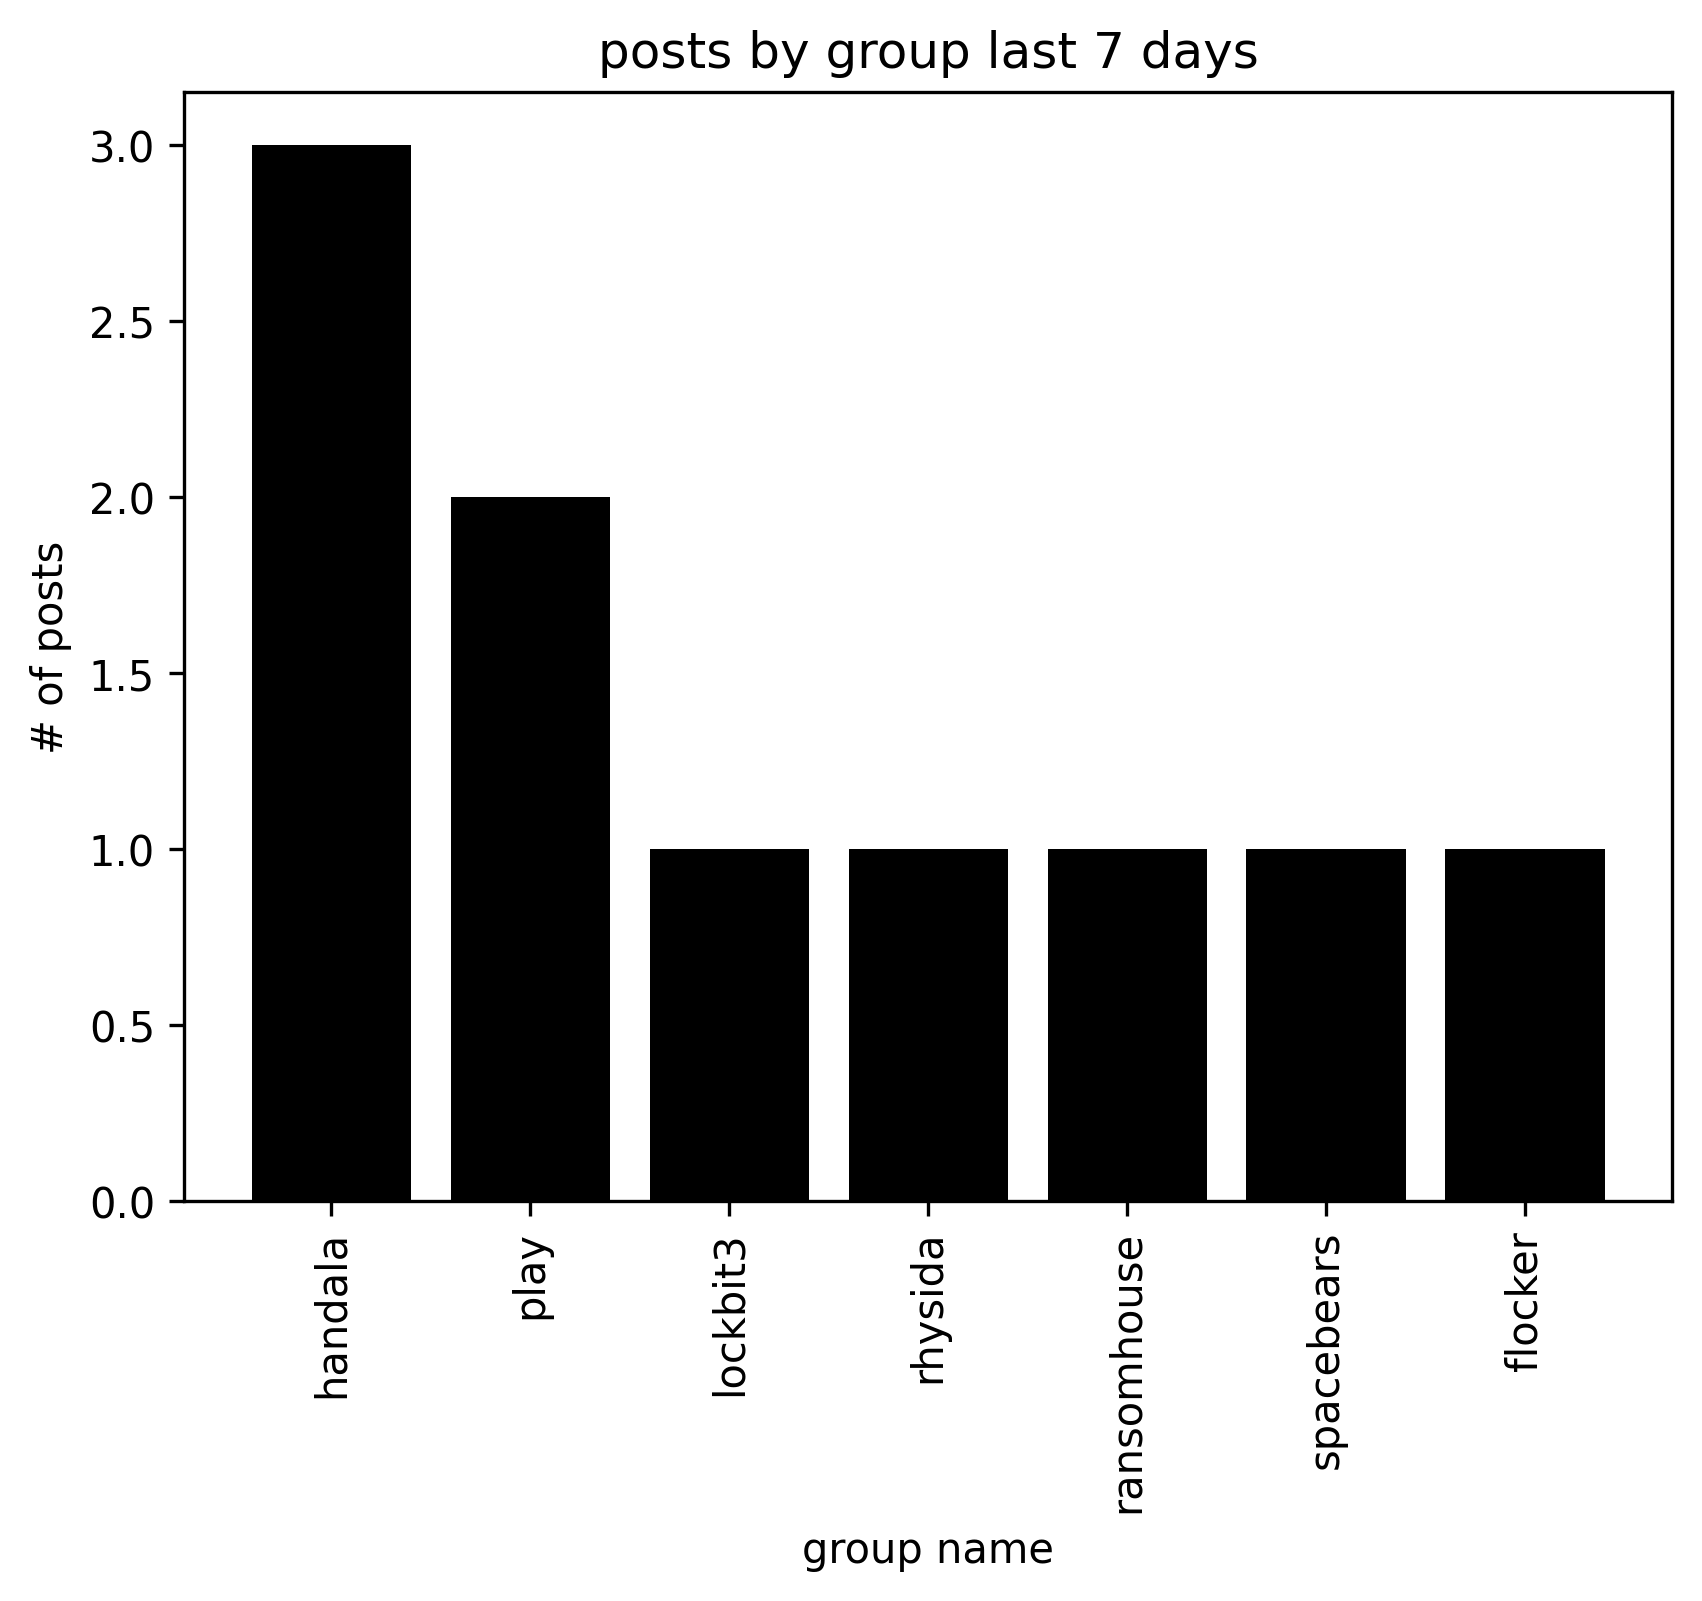 posts by group last 7 days
3.0
2.5
2.0
1.5
1.0
0.5
0.0
# of posts
handala
play
lockbit3
rhysida
ransomhouse
spacebears
flocker
group name